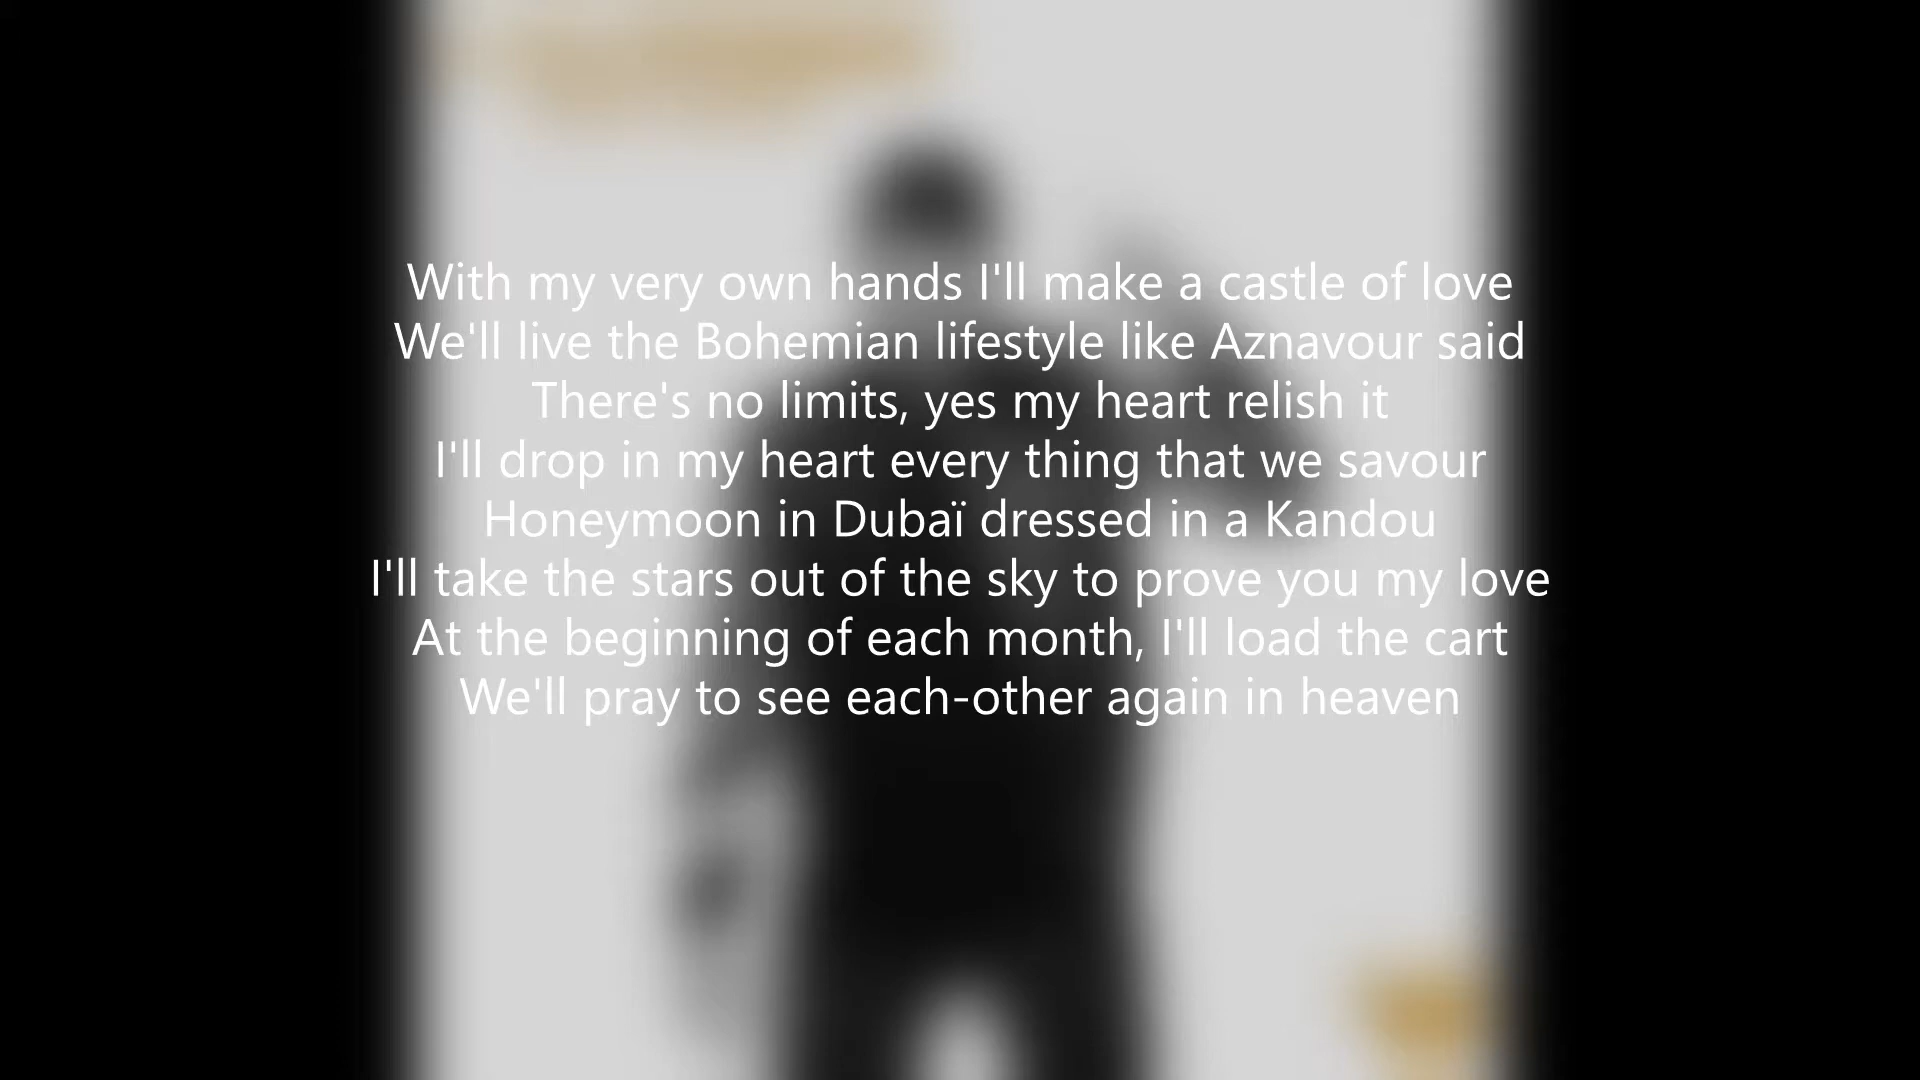 With my very own hands I'll make a castle of love
We'll live the Bohemian lifestyle like Aznavour said
There's no limits, yes my heart relish it
I'll drop in my heart every thing that we savour
Honeymoon in Dubaï dressed in a Kandou
I'll take the stars out of the sky to prove you my love
At the beginning of each month, I'll load the cart
We'll pray to see each-other again in heaven